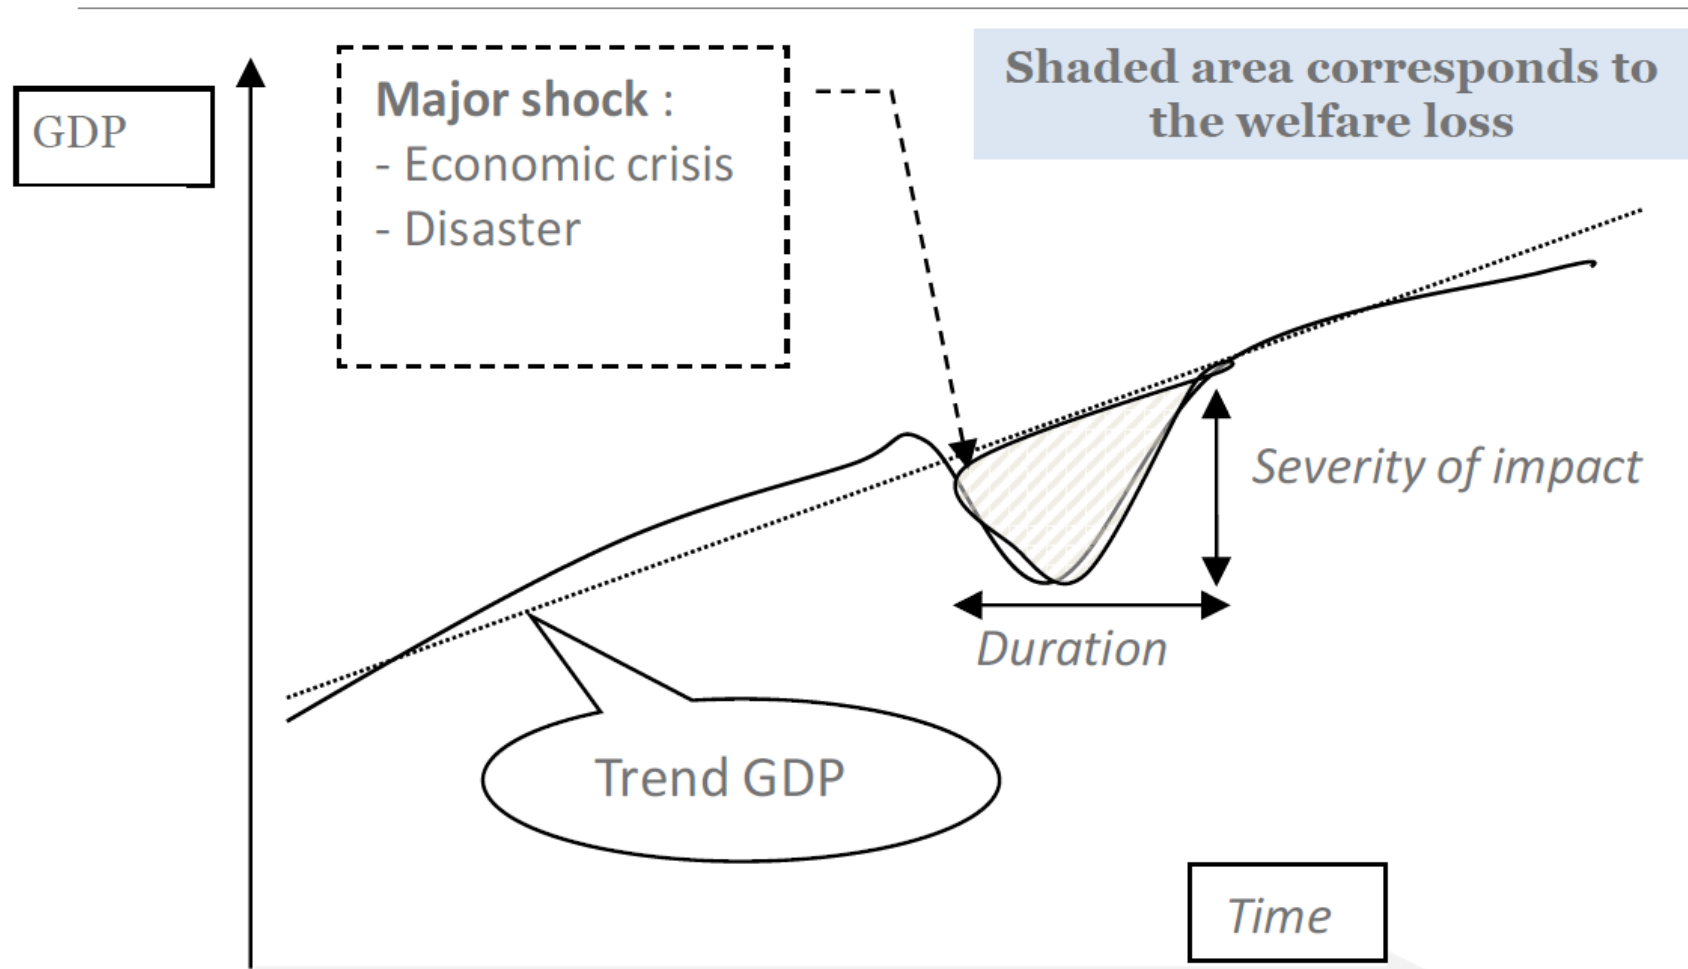 GDP
Major shock :
- Economic crisis
- Disaster
Shaded area corresponds to
the welfare loss
Severity of impact
Duration
Trend GDP
Time